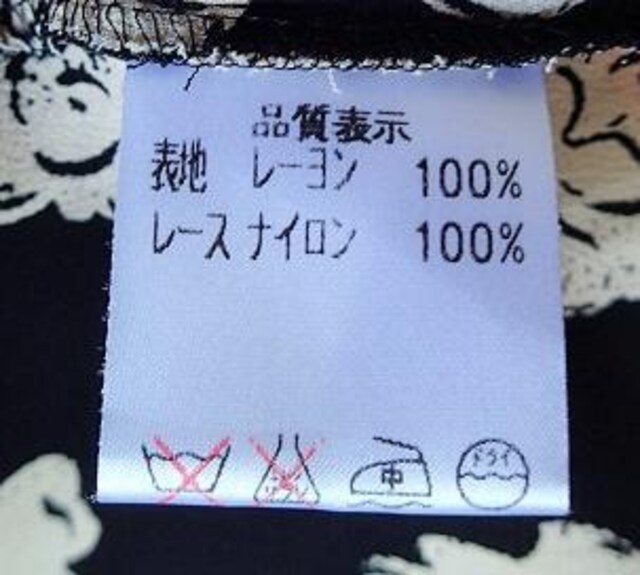 品質表示
表地 レーヨン 100%
レース ナイロン 100%
中 ドライ